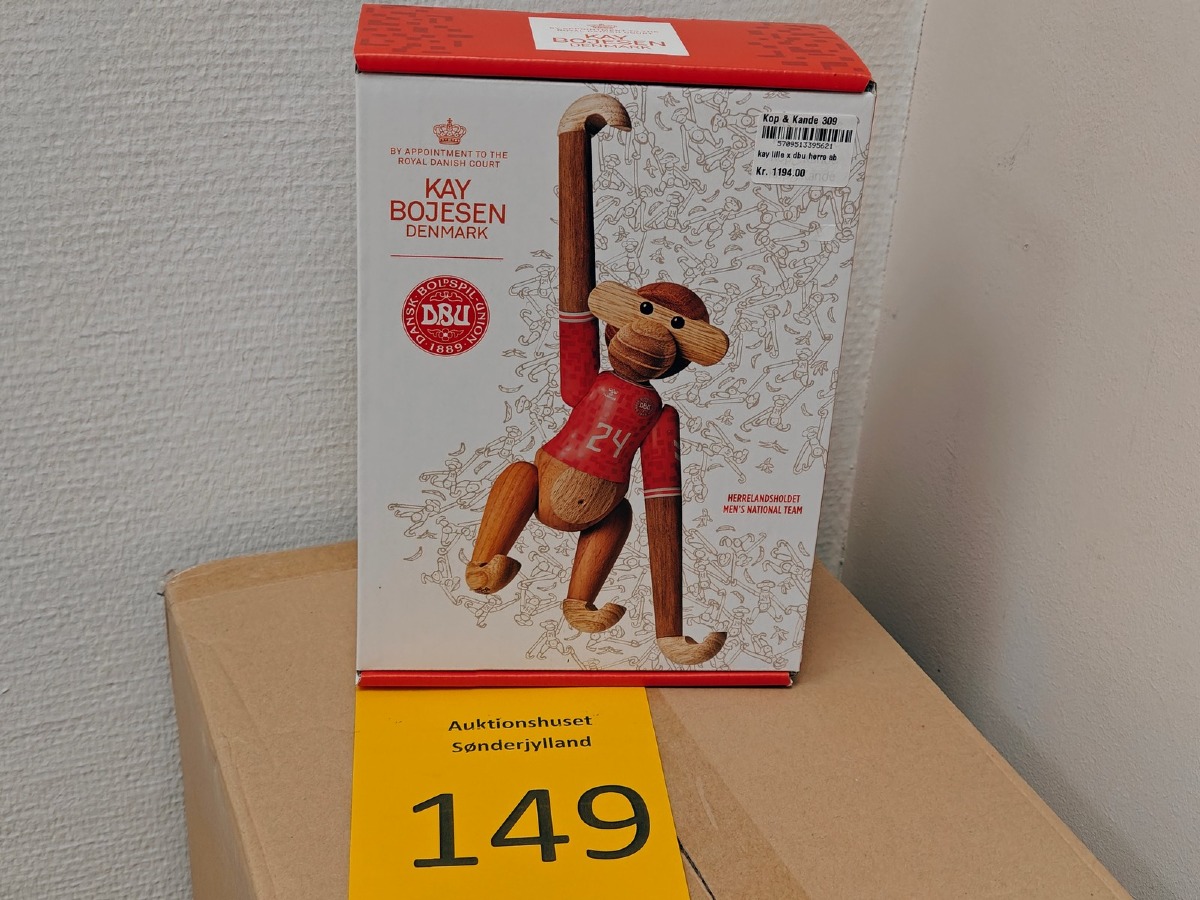 KAY
BOJESEN
DENMARK
BY APPOINTMENT TO THE
ROYAL DANISH COURT
KAY
BOJESEN
DENMARK
DANSK·BOLDSPIL·UNION
DBU
·1889·
Kop & Kande 309
5709513395621
kay lille x dbu herre ab
Kr. 1194.00
DBU
24
HERRELANDSHOLDET
MEN'S NATIONAL TEAM
Auktionshuset
Sønderjylland
149